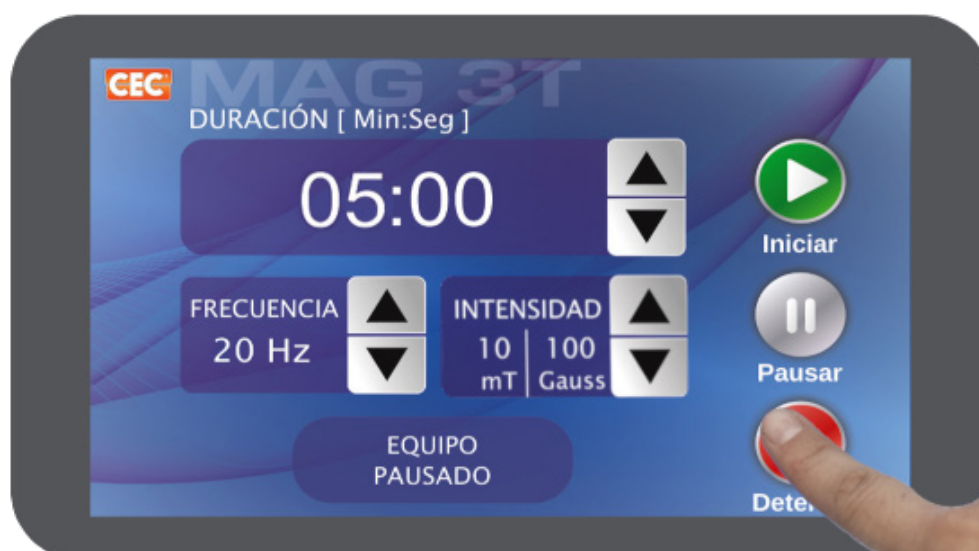 CEC
MAG 3T
DURACIÓN [ Min:Seg ]
05:00
Iniciar
FRECUENCIA
20 Hz
INTENSIDAD
10 100
mT Gauss
Pausar
EQUIPO
PAUSADO